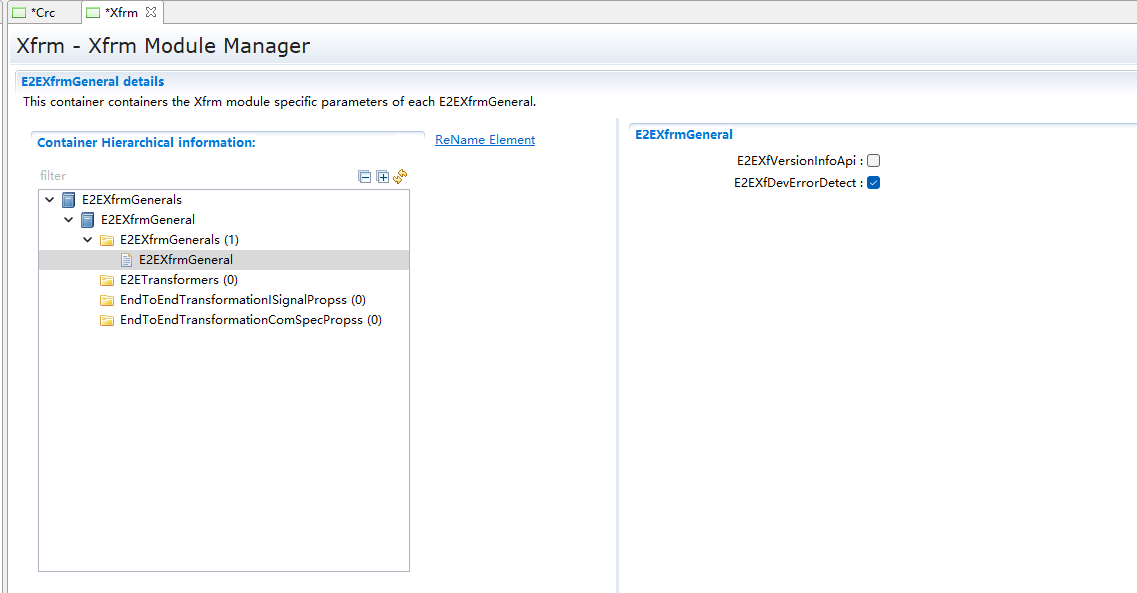 *Crc
*Xfrm
Xfrm - Xfrm Module Manager
E2EXfrmGeneral details
This container containers the Xfrm module specific parameters of each E2EXfrmGeneral.
Container Hierarchical information:
ReName Element
filter
E2EXfrmGenerals
E2EXfrmGeneral
E2EXfrmGenerals (1)
E2EXfrmGeneral
E2ETransformers (0)
EndToEndTransformationISignalPropss (0)
EndToEndTransformationComSpecPropss (0)
E2EXfrmGeneral
E2EXfVersionInfoApi :
E2EXfDevErrorDetect :